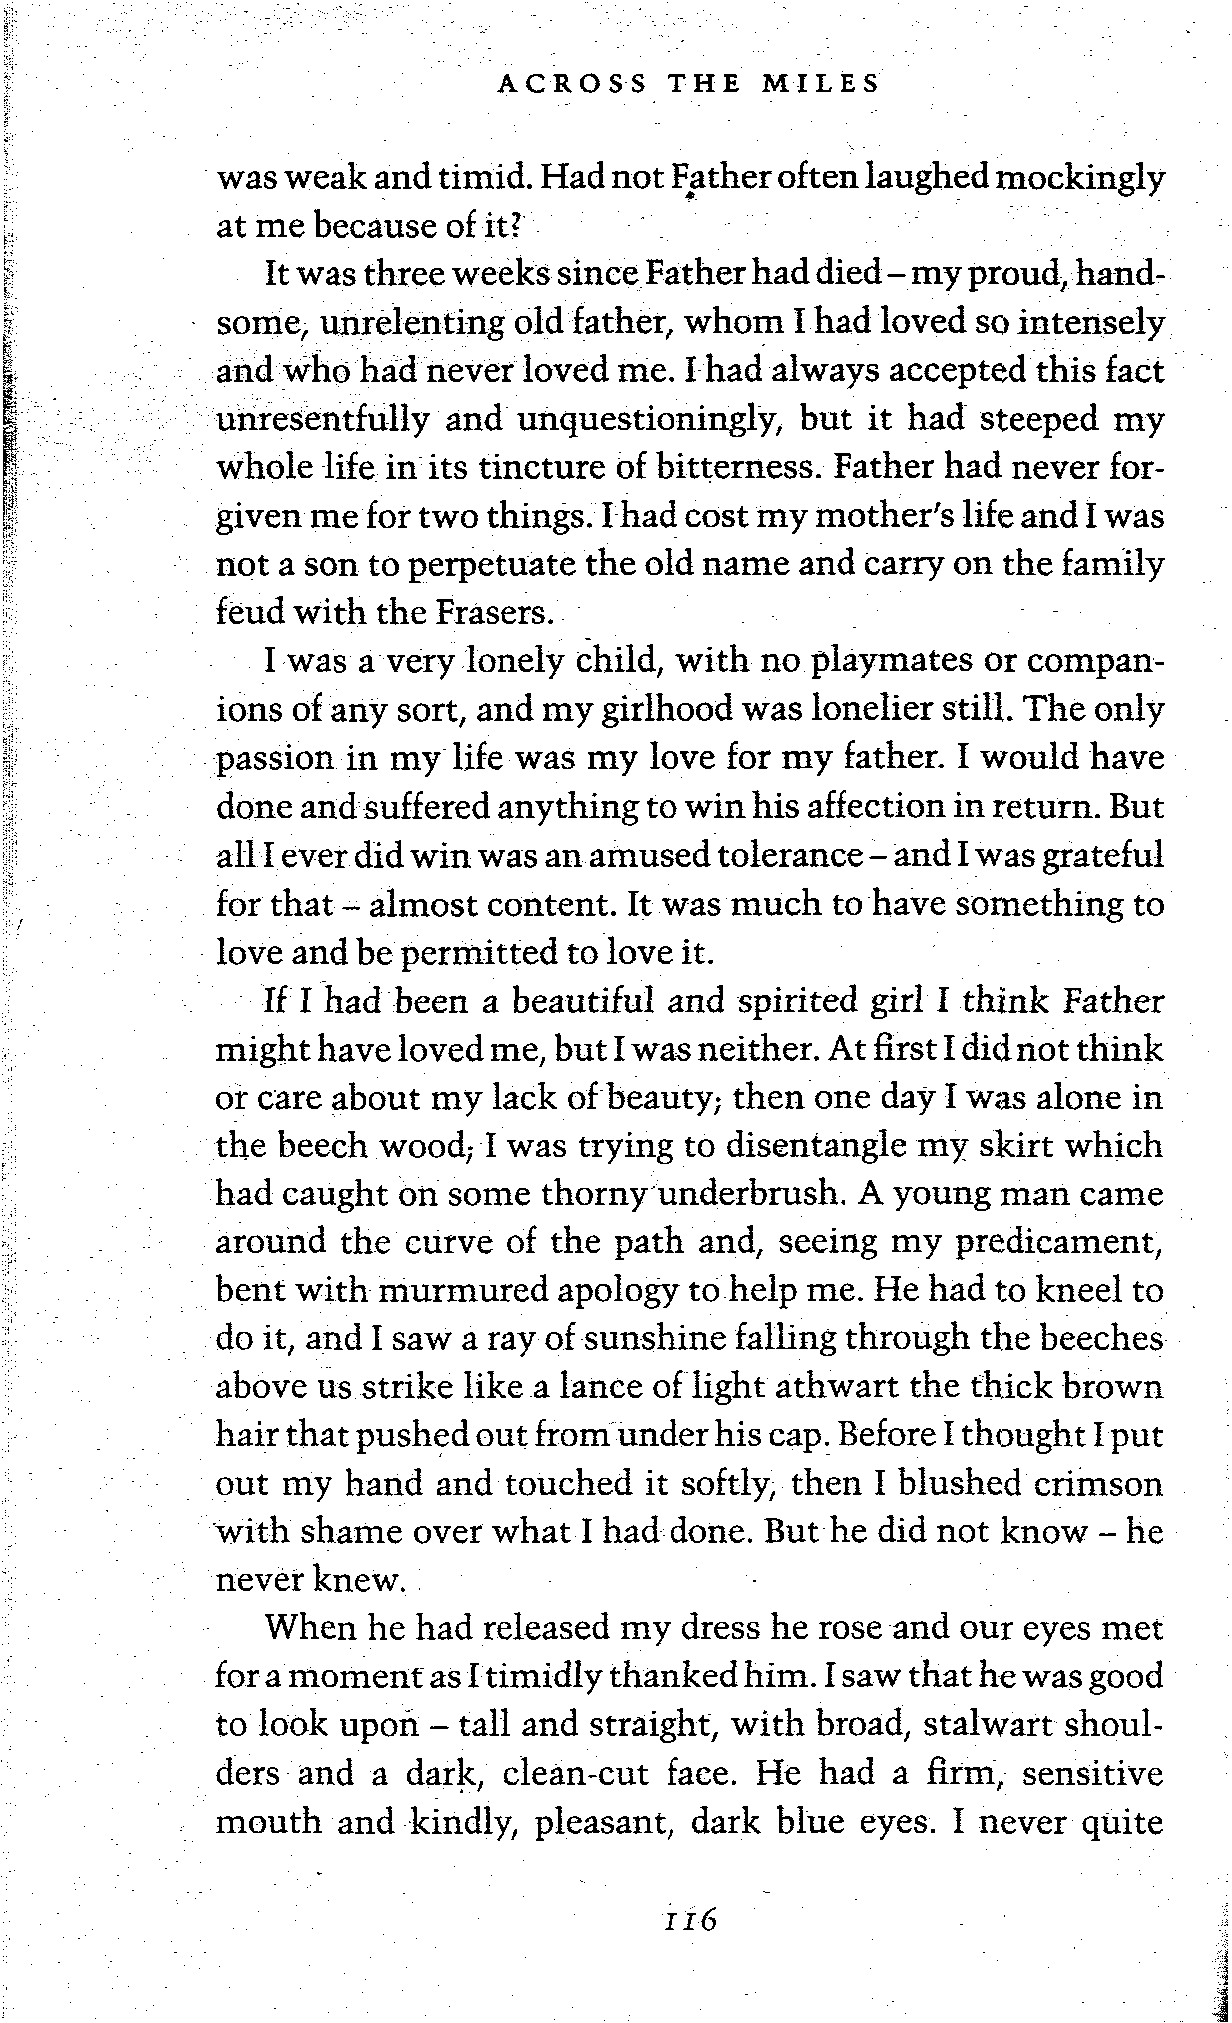 ACROSS THE MILES
was weak and timid. Had not Father often laughed mockingly
at me because of it?
It was three weeks since Father had died – my proud, hand-
some, unrelenting old father, whom I had loved so intensely
and who had never loved me. I had always accepted this fact
unresentfully and unquestioningly, but it had steeped my
whole life in its tincture of bitterness. Father had never for-
given me for two things. I had cost my mother's life and I was
not a son to perpetuate the old name and carry on the family
feud with the Frasers.
I was a very lonely child, with no playmates or compan-
ions of any sort, and my girlhood was lonelier still. The only
passion in my life was my love for my father. I would have
done and suffered anything to win his affection in return. But
all I ever did win was an amused tolerance – and I was grateful
for that – almost content. It was much to have something to
love and be permitted to love it.
If I had been a beautiful and spirited girl I think Father
might have loved me, but I was neither. At first I did not think
or care about my lack of beauty; then one day I was alone in
the beech wood; I was trying to disentangle my skirt which
had caught on some thorny underbrush. A young man came
around the curve of the path and, seeing my predicament,
bent with murmured apology to help me. He had to kneel to
do it, and I saw a ray of sunshine falling through the beeches
above us strike like a lance of light athwart the thick brown
hair that pushed out from under his cap. Before I thought I put
out my hand and touched it softly, then I blushed crimson
with shame over what I had done. But he did not know – he
never knew.
When he had released my dress he rose and our eyes met
for a moment as I timidly thanked him. I saw that he was good
to look upon – tall and straight, with broad, stalwart shoul-
ders and a dark, clean-cut face. He had a firm, sensitive
mouth and kindly, pleasant, dark blue eyes. I never quite
116